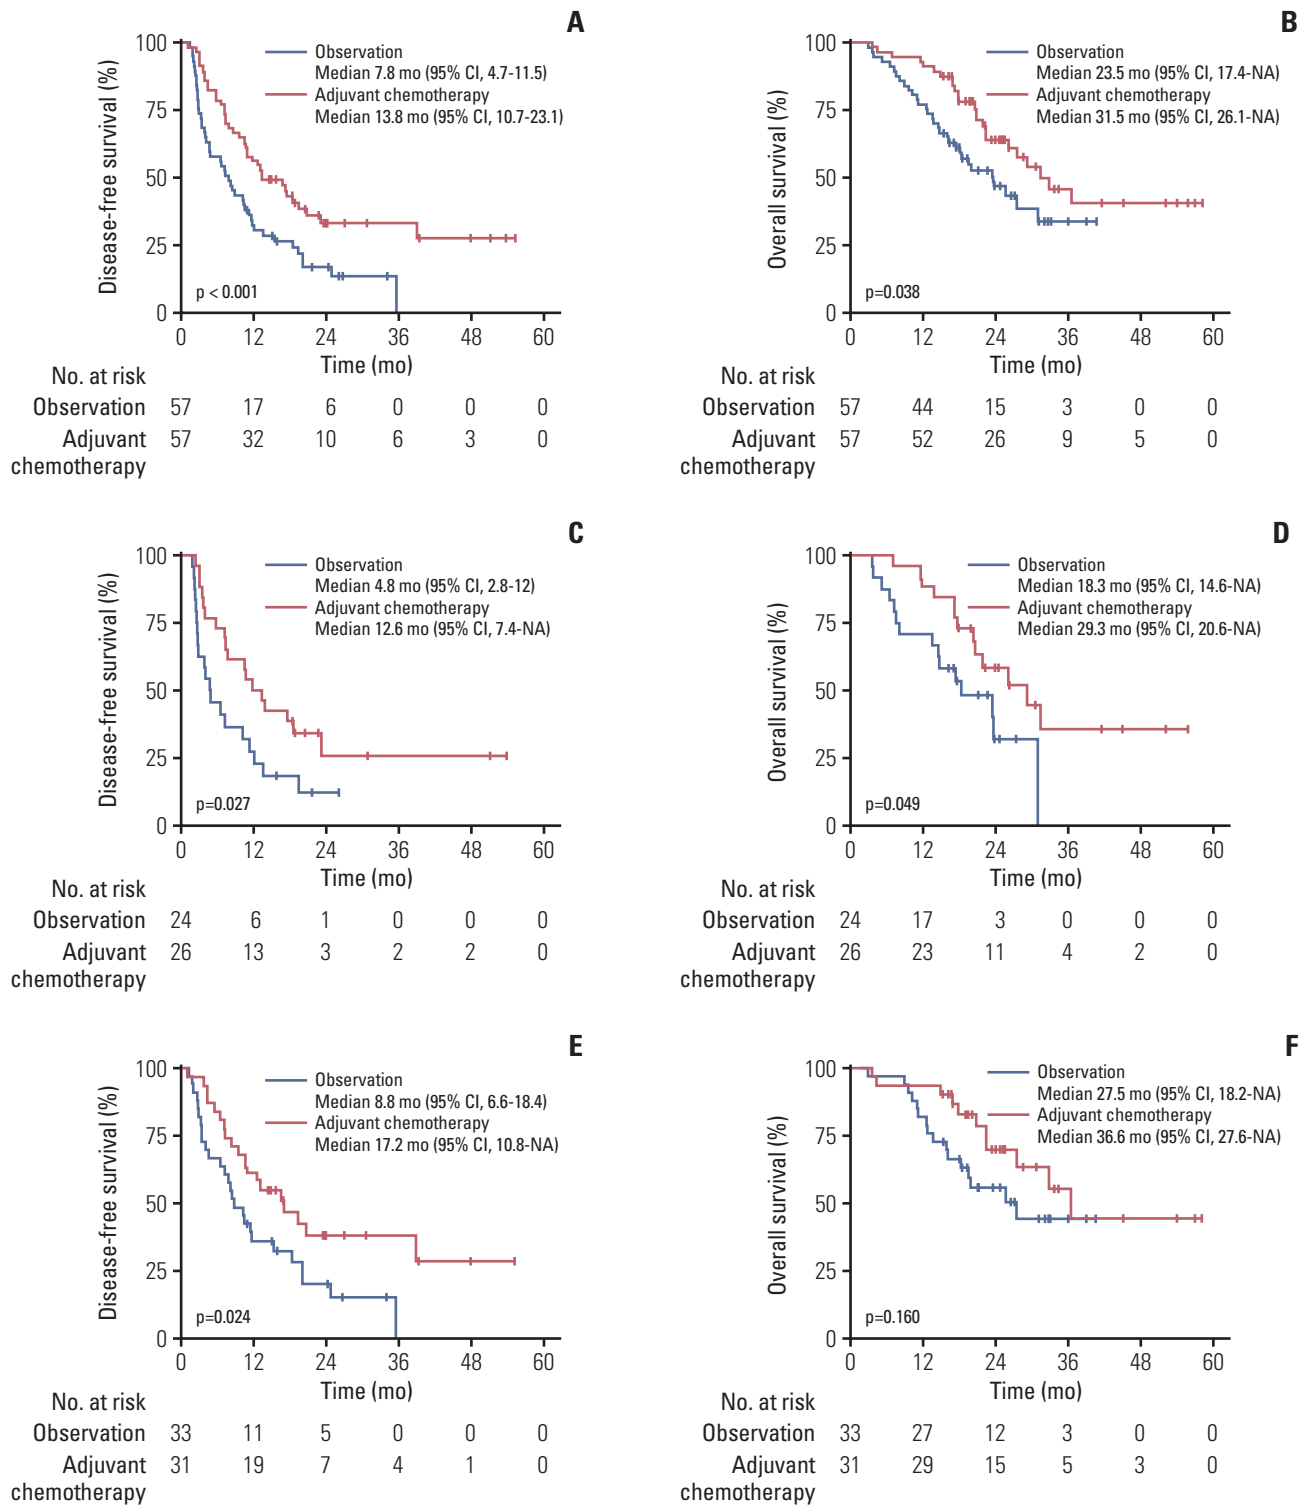 A
Disease-free survival (%)
100
75
50
25
0
Observation
Median 7.8 mo (95% CI, 4.7-11.5)
Adjuvant chemotherapy
Median 13.8 mo (95% CI, 10.7-23.1)
p < 0.001
0 12 24 36 48 60
Time (mo)
No. at risk
Observation 57 17 6 0 0 0
Adjuvant 57 32 10 6 3 0
chemotherapy
B
Overall survival (%)
100
75
50
25
0
Observation
Median 23.5 mo (95% CI, 17.4-NA)
Adjuvant chemotherapy
Median 31.5 mo (95% CI, 26.1-NA)
p=0.038
0 12 24 36 48 60
Time (mo)
No. at risk
Observation 57 44 15 3 0 0
Adjuvant 57 52 26 9 5 0
chemotherapy
C
Disease-free survival (%)
100
75
50
25
0
Observation
Median 4.8 mo (95% CI, 2.8-12)
Adjuvant chemotherapy
Median 12.6 mo (95% CI, 7.4-NA)
p=0.027
0 12 24 36 48 60
Time (mo)
No. at risk
Observation 24 6 1 0 0 0
Adjuvant 26 13 3 2 2 0
chemotherapy
D
Overall survival (%)
100
75
50
25
0
Observation
Median 18.3 mo (95% CI, 14.6-NA)
Adjuvant chemotherapy
Median 29.3 mo (95% CI, 20.6-NA)
p=0.049
0 12 24 36 48 60
Time (mo)
No. at risk
Observation 24 17 3 0 0 0
Adjuvant 26 23 11 4 2 0
chemotherapy
E
Disease-free survival (%)
100
75
50
25
0
Observation
Median 8.8 mo (95% CI, 6.6-18.4)
Adjuvant chemotherapy
Median 17.2 mo (95% CI, 10.8-NA)
p=0.024
0 12 24 36 48 60
Time (mo)
No. at risk
Observation 33 11 5 0 0 0
Adjuvant 31 19 7 4 1 0
chemotherapy
F
Overall survival (%)
100
75
50
25
0
Observation
Median 27.5 mo (95% CI, 18.2-NA)
Adjuvant chemotherapy
Median 36.6 mo (95% CI, 27.6-NA)
p=0.160
0 12 24 36 48 60
Time (mo)
No. at risk
Observation 33 27 12 3 0 0
Adjuvant 31 29 15 5 3 0
chemotherapy